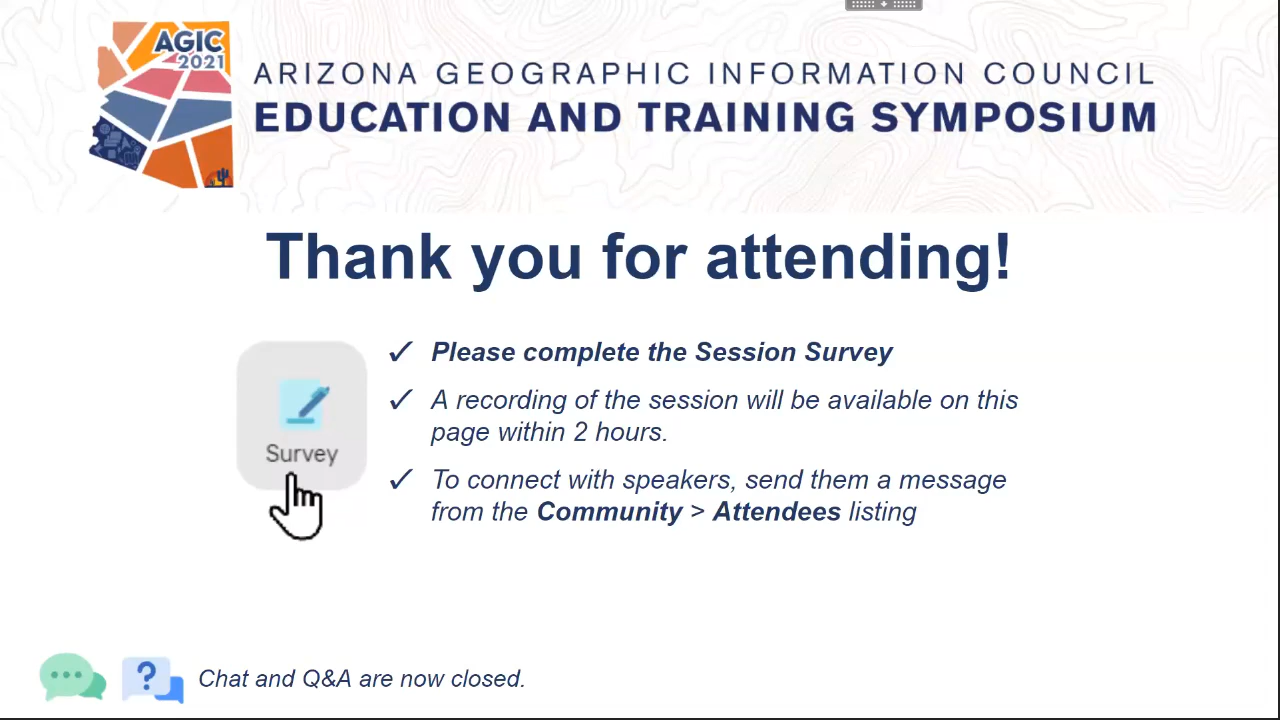 AGIC
2021
ARIZONA GEOGRAPHIC INFORMATION COUNCIL
EDUCATION AND TRAINING SYMPOSIUM
Thank you for attending!
Survey
✓ Please complete the Session Survey
✓ A recording of the session will be available on this
page within 2 hours.
✓ To connect with speakers, send them a message
from the Community > Attendees listing
? Chat and Q&A are now closed.